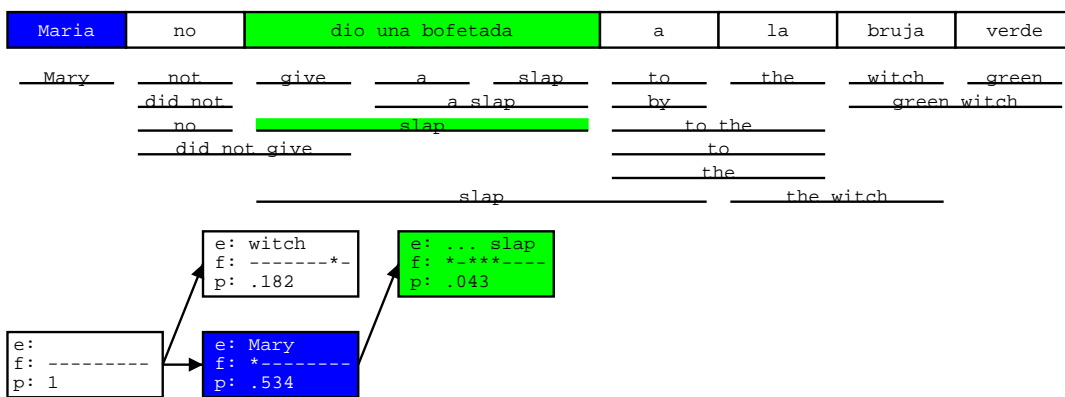 Maria no dio una bofetada a la bruja verde
Mary not give a slap to the witch green
did not a slap by green witch
no slap to the
did not give to
the
slap the witch
e: witch
f: -------*-
p: .182
e: ... slap
f: *-***----
p: .043
e:
f: ---------
p: 1
e: Mary
f: *--------
p: .534